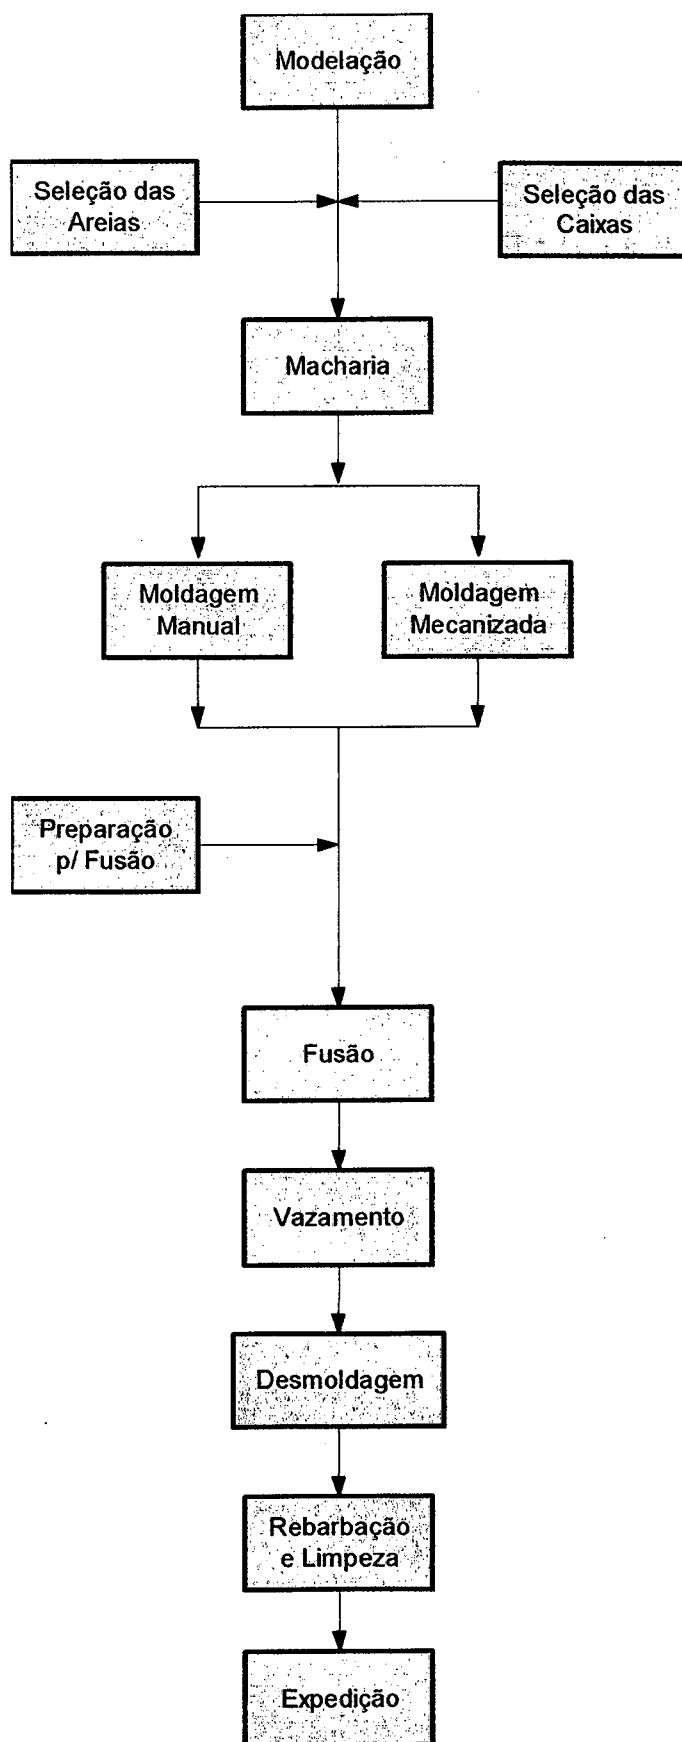 Modelação
Seleção das
Areias
Seleção das
Caixas
Macharia
Moldagem
Manual
Moldagem
Mecanizada
Preparação
p/ Fusão
Fusão
Vazamento
Desmoldagem
Rebarbação
e Limpeza
Expedição